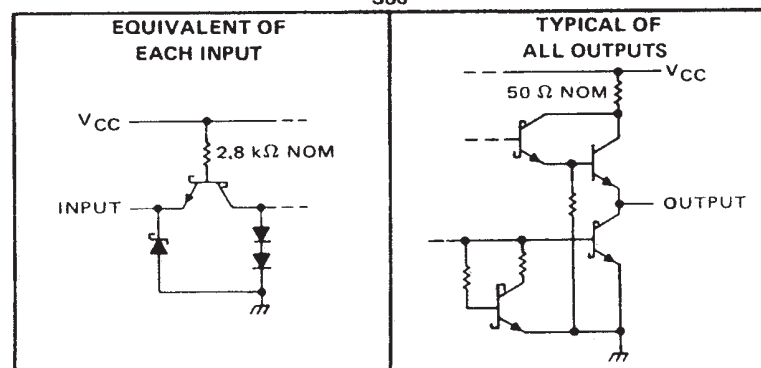 EQUIVALENT OF
EACH INPUT
VCC
2.8 kΩ NOM
INPUT
TYPICAL OF
ALL OUTPUTS
VCC
50 Ω NOM
OUTPUT